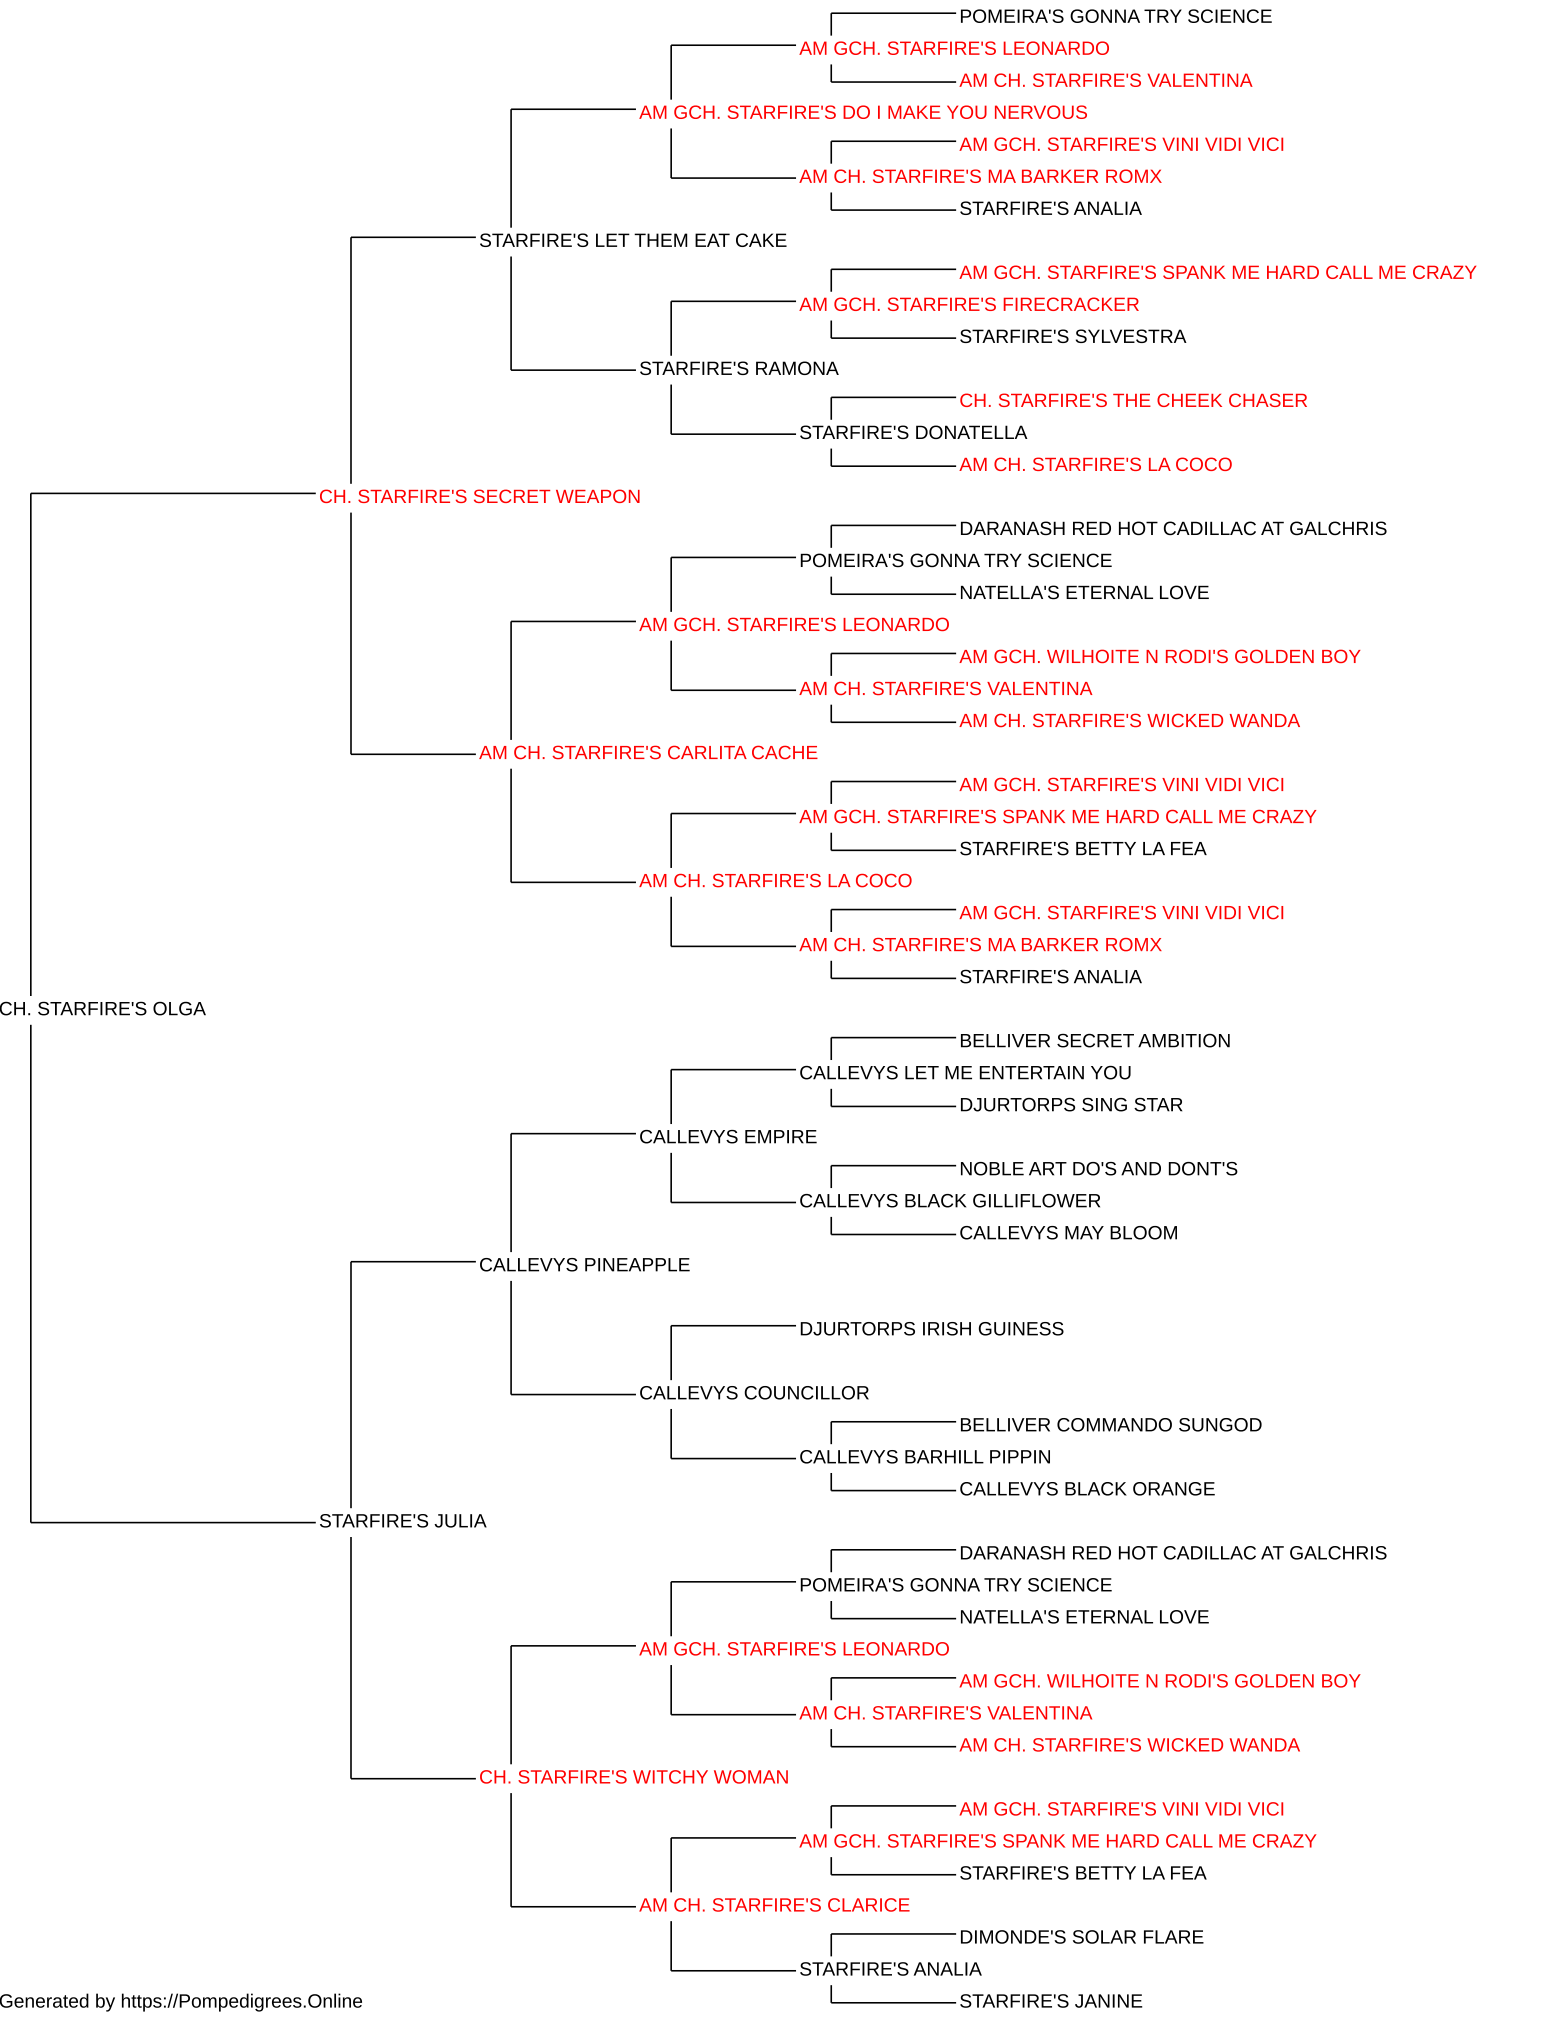 POMEIRA'S GONNA TRY SCIENCE
AM GCH. STARFIRE'S LEONARDO
AM CH. STARFIRE'S VALENTINA
AM GCH. STARFIRE'S DO I MAKE YOU NERVOUS
AM GCH. STARFIRE'S VINI VIDI VICI
AM CH. STARFIRE'S MA BARKER ROMX
STARFIRE'S ANALIA
STARFIRE'S LET THEM EAT CAKE
AM GCH. STARFIRE'S SPANK ME HARD CALL ME CRAZY
AM GCH. STARFIRE'S FIRECRACKER
STARFIRE'S SYLVESTRA
STARFIRE'S RAMONA
CH. STARFIRE'S THE CHEEK CHASER
STARFIRE'S DONATELLA
AM CH. STARFIRE'S LA COCO
CH. STARFIRE'S SECRET WEAPON
DARANASH RED HOT CADILLAC AT GALCHRIS
POMEIRA'S GONNA TRY SCIENCE
NATELLA'S ETERNAL LOVE
AM GCH. STARFIRE'S LEONARDO
AM GCH. WILHOITE N RODI'S GOLDEN BOY
AM CH. STARFIRE'S VALENTINA
AM CH. STARFIRE'S WICKED WANDA
AM CH. STARFIRE'S CARLITA CACHE
AM GCH. STARFIRE'S VINI VIDI VICI
AM GCH. STARFIRE'S SPANK ME HARD CALL ME CRAZY
STARFIRE'S BETTY LA FEA
AM CH. STARFIRE'S LA COCO
AM GCH. STARFIRE'S VINI VIDI VICI
AM CH. STARFIRE'S MA BARKER ROMX
STARFIRE'S ANALIA
CH. STARFIRE'S OLGA
BELLIVER SECRET AMBITION
CALLEVYS LET ME ENTERTAIN YOU
DJURTORPS SING STAR
CALLEVYS EMPIRE
NOBLE ART DO'S AND DONT'S
CALLEVYS BLACK GILLIFLOWER
CALLEVYS MAY BLOOM
CALLEVYS PINEAPPLE
DJURTORPS IRISH GUINESS
CALLEVYS COUNCILLOR
BELLIVER COMMANDO SUNGOD
CALLEVYS BARHILL PIPPIN
CALLEVYS BLACK ORANGE
STARFIRE'S JULIA
DARANASH RED HOT CADILLAC AT GALCHRIS
POMEIRA'S GONNA TRY SCIENCE
NATELLA'S ETERNAL LOVE
AM GCH. STARFIRE'S LEONARDO
AM GCH. WILHOITE N RODI'S GOLDEN BOY
AM CH. STARFIRE'S VALENTINA
AM CH. STARFIRE'S WICKED WANDA
CH. STARFIRE'S WITCHY WOMAN
AM GCH. STARFIRE'S VINI VIDI VICI
AM GCH. STARFIRE'S SPANK ME HARD CALL ME CRAZY
STARFIRE'S BETTY LA FEA
AM CH. STARFIRE'S CLARICE
DIMONDE'S SOLAR FLARE
STARFIRE'S ANALIA
STARFIRE'S JANINE
Generated by https://Pompedigrees.Online